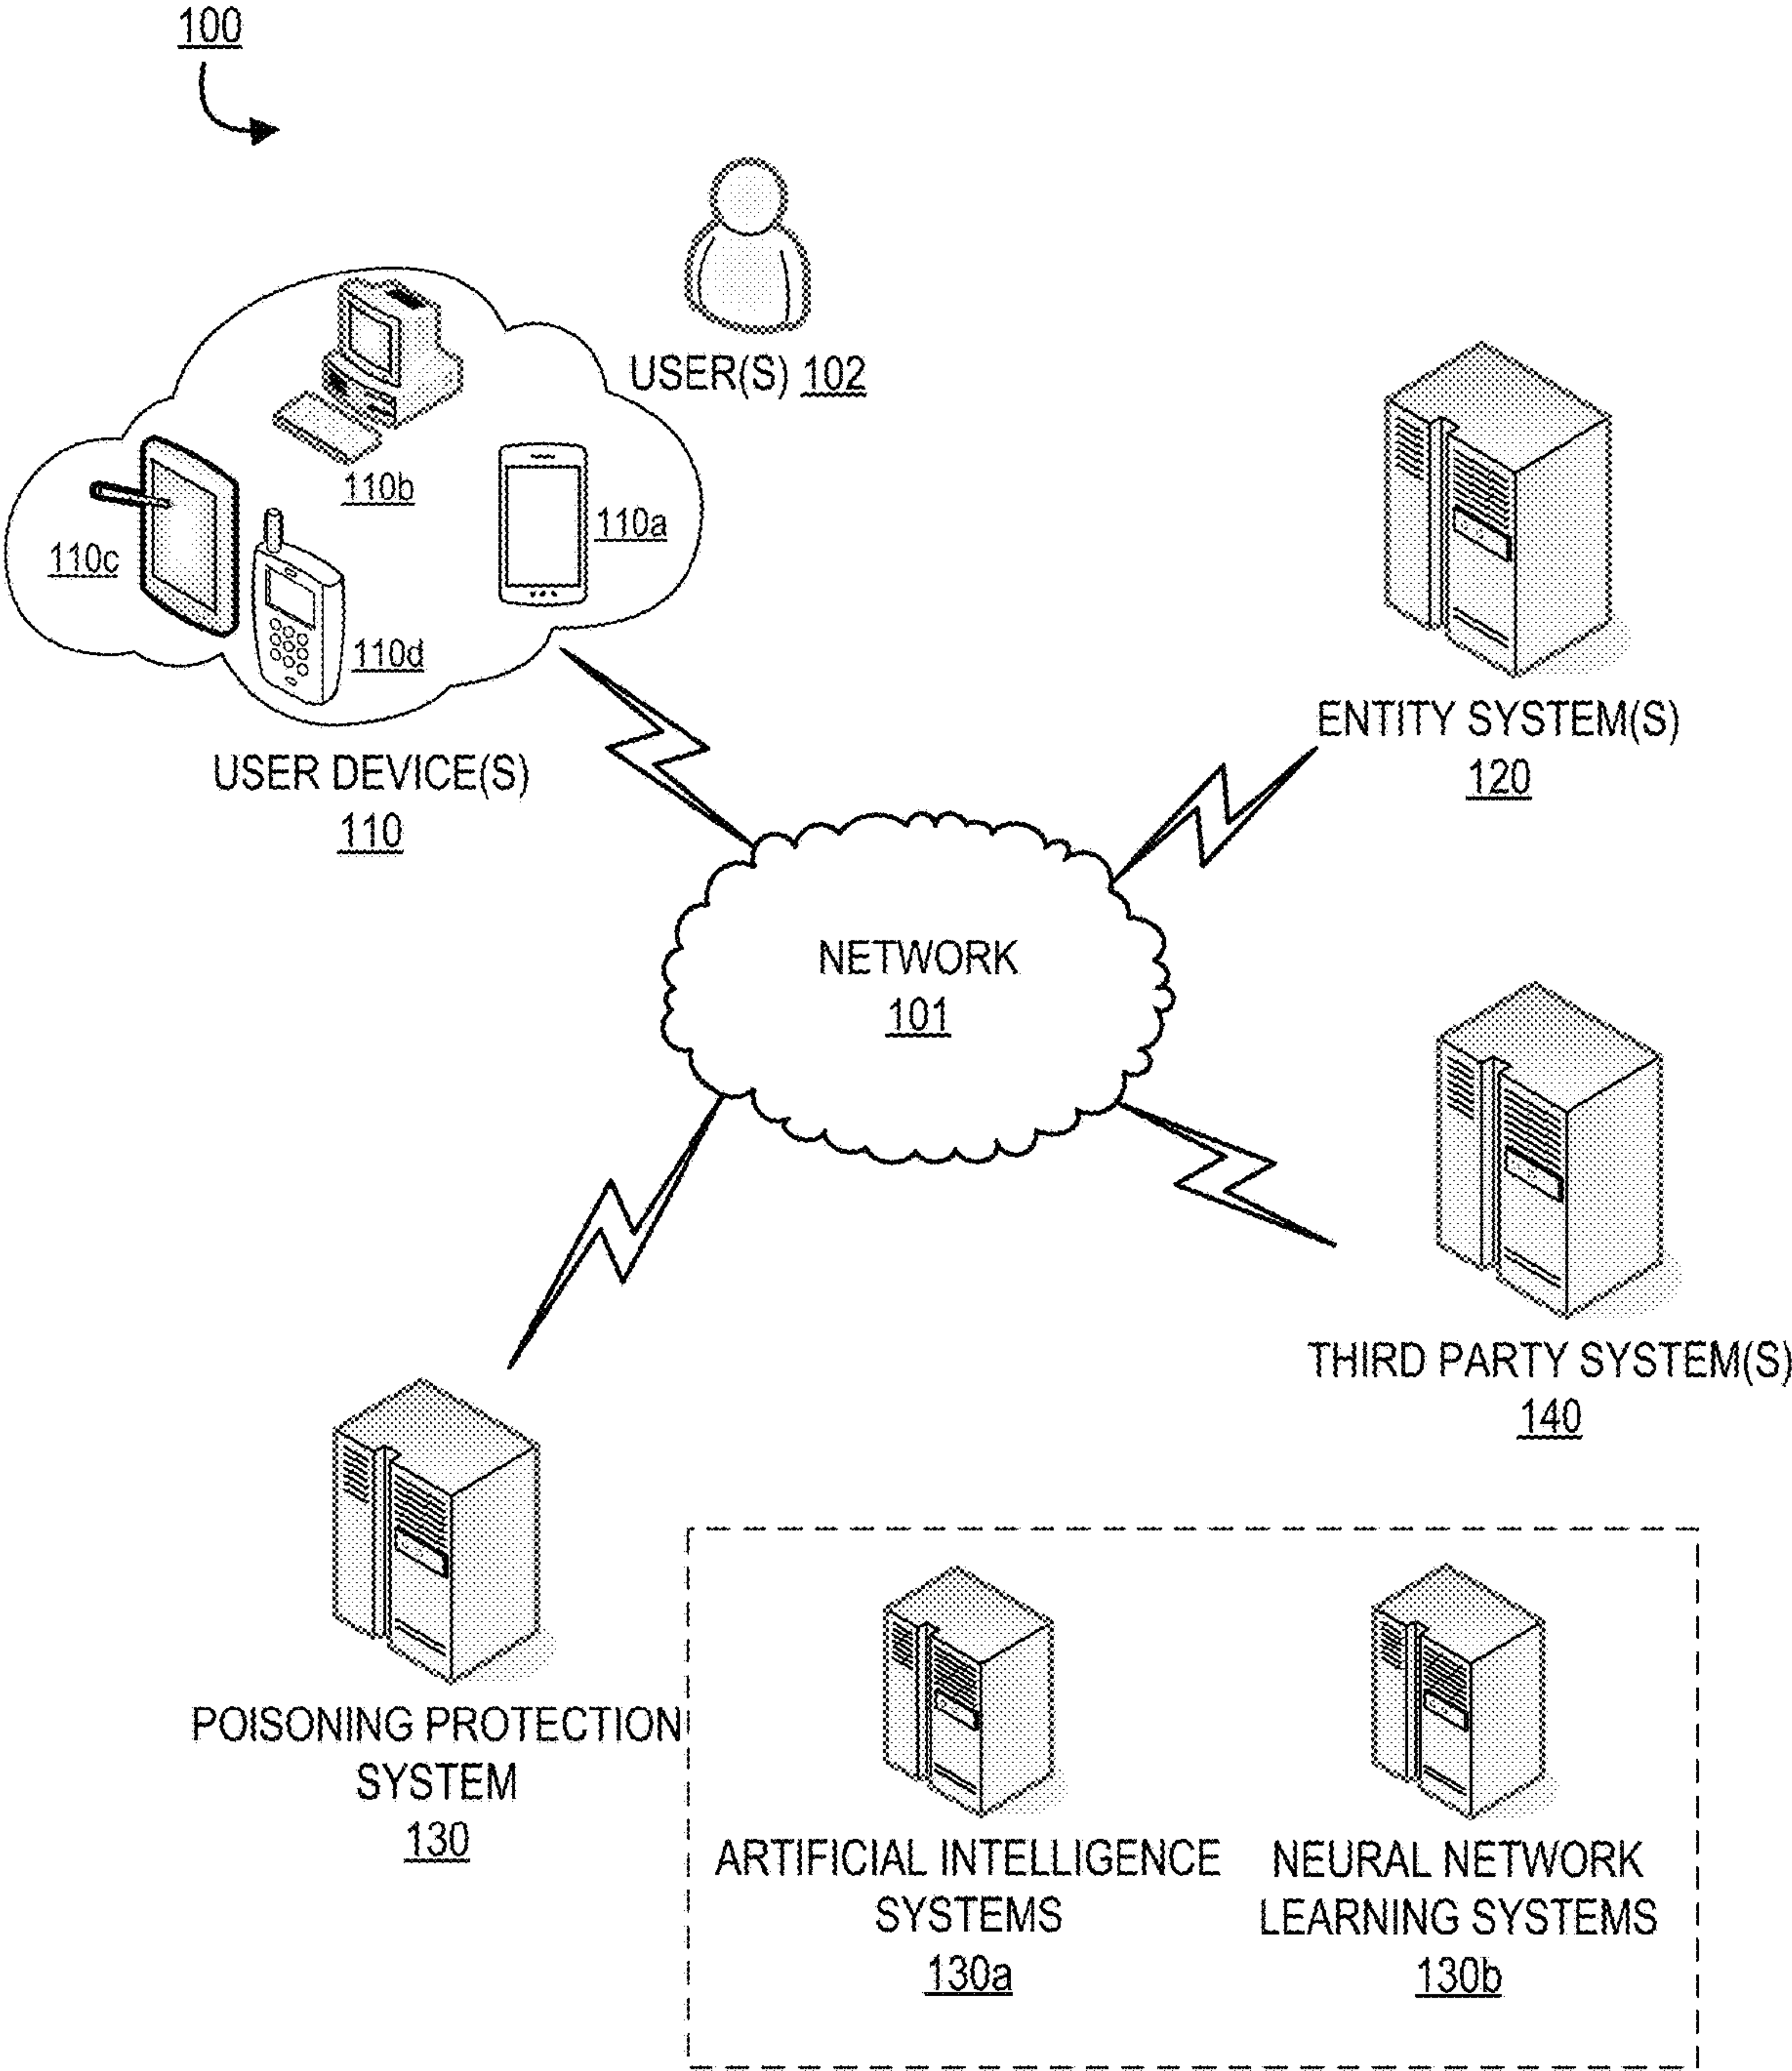 100
USER(S) 102
110b
110a
110c
110d
USER DEVICE(S)
110
ENTITY SYSTEM(S)
120
NETWORK
101
THIRD PARTY SYSTEM(S)
140
POISONING PROTECTION
SYSTEM
130
ARTIFICIAL INTELLIGENCE
SYSTEMS
130a
NEURAL NETWORK
LEARNING SYSTEMS
130b